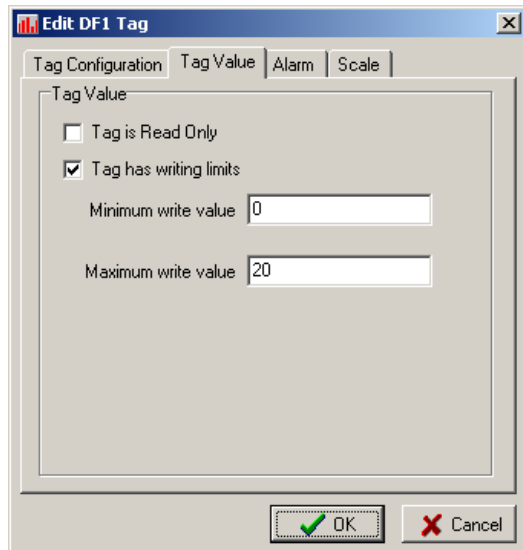 Edit DF1 Tag
Tag Configuration Tag Value Alarm Scale
Tag Value
Tag is Read Only
Tag has writing limits
Minimum write value 0
Maximum write value 20
OK Cancel